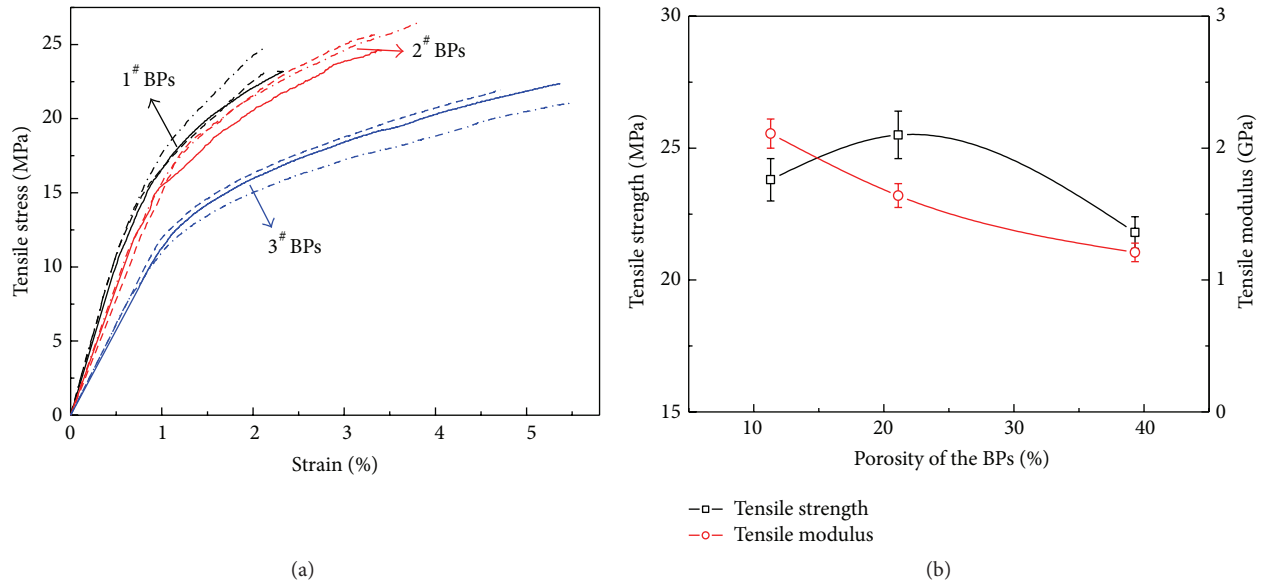 25
20
15
10
5
0
0
1
2
3
4
5
Tensile stress (MPa)
Strain (%)
1# BPs
2# BPs
3# BPs
(a)
30
25
20
15
3
2
1
0
10
20
30
40
Tensile strength (MPa)
Tensile modulus (GPa)
Porosity of the BPs (%)
Tensile strength
Tensile modulus
(b)